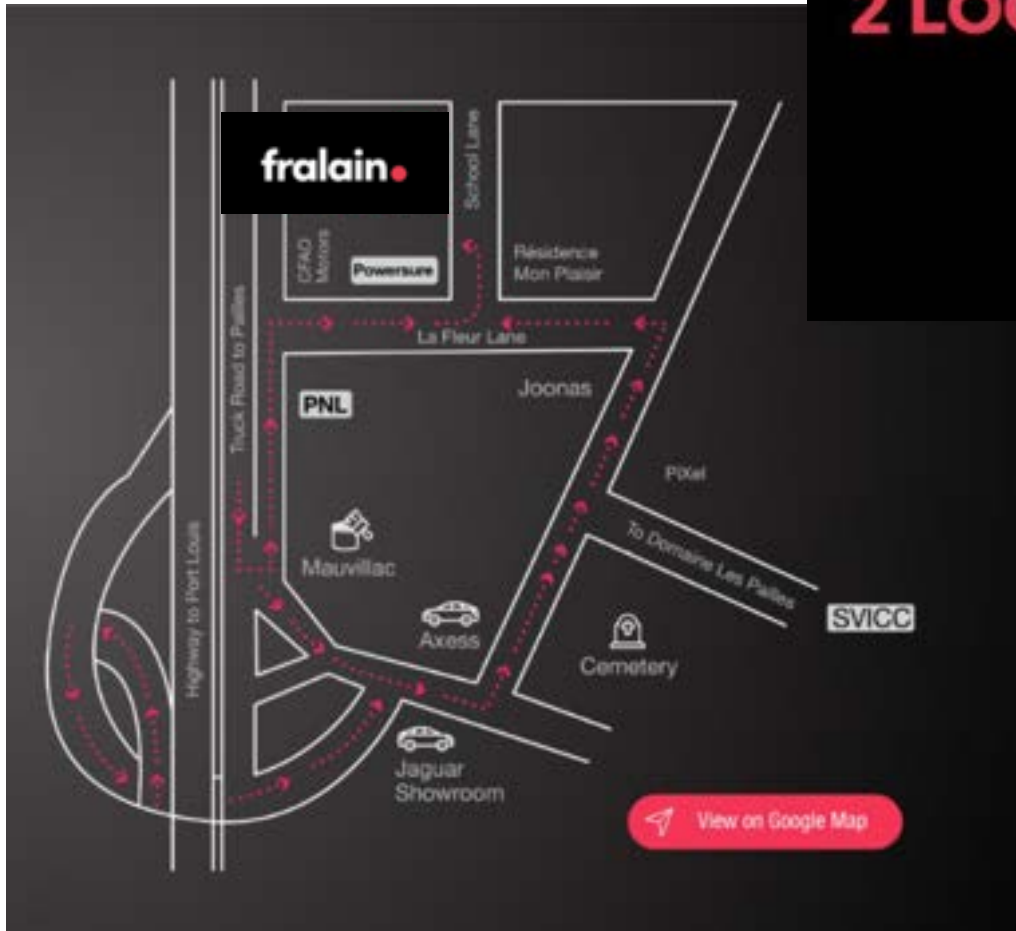 2 LO
fralain.
School Lane
CFAO
Motors
Powersure
Résidence
Mon Plaisir
Truck Road to Pailles
La Fleur Lane
PNL
Joonas
PiXel
Highway to Port Louis
Mauvillac
To Domaine Les Pailles
Axess
SVICC
Cemetery
Jaguar
Showroom
View on Google Map